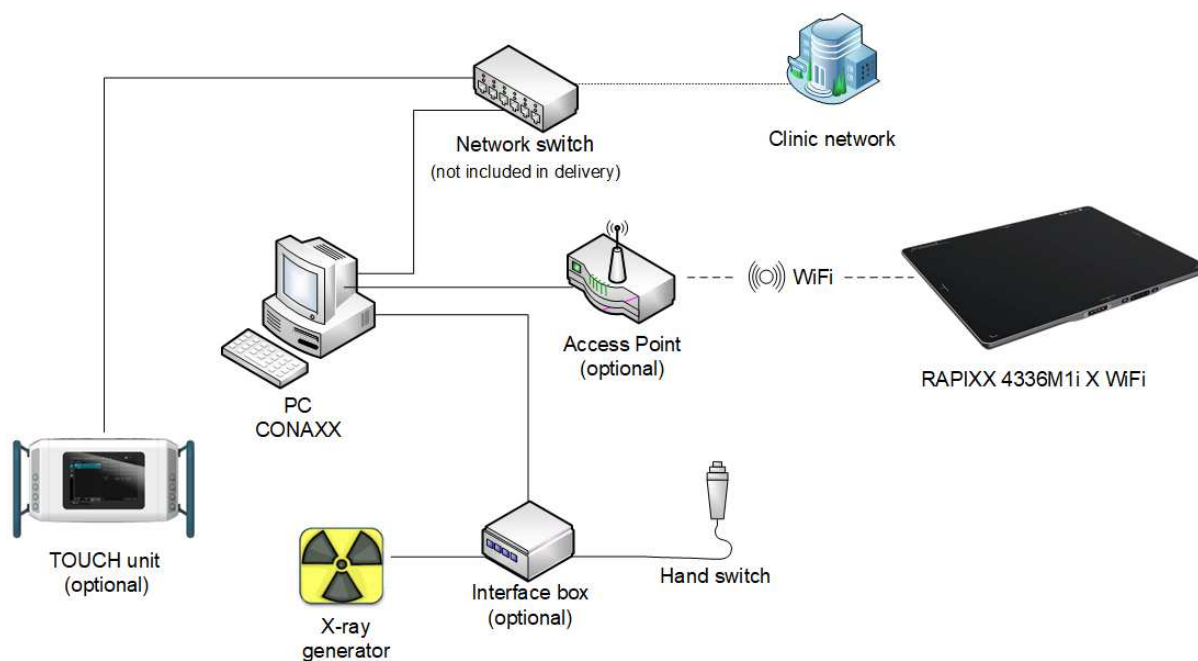 Network switch
(not included in delivery)
Clinic network
WiFi
Access Point
(optional)
RAPIXX 4336M1i X WiFi
PC
CONAXX
TOUCH unit
(optional)
Hand switch
Interface box
(optional)
X-ray
generator